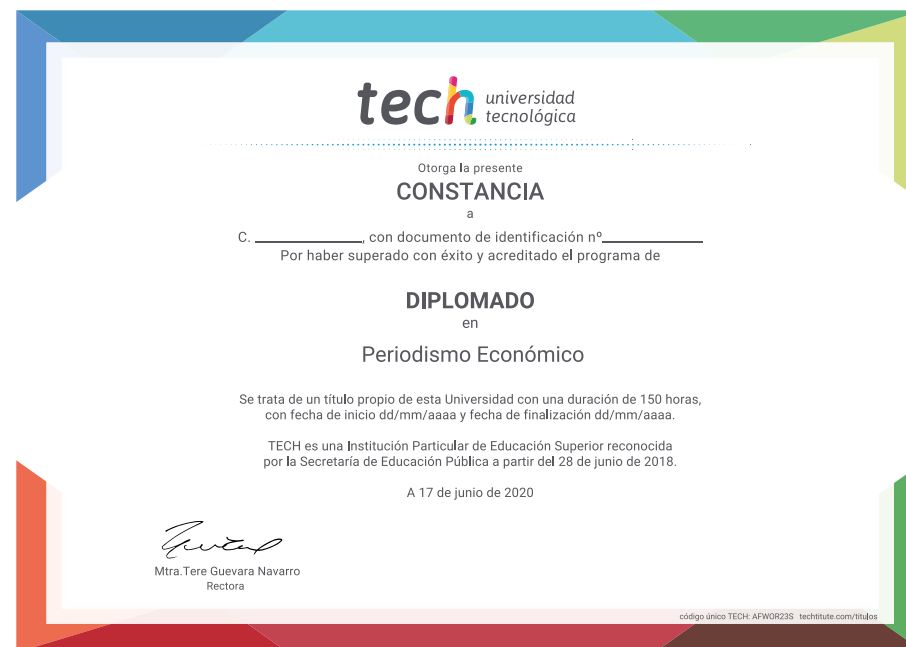 tech universidad
tecnológica
Otorga la presente
CONSTANCIA
a
C. ____________, con documento de identificación nº____________
Por haber superado con éxito y acreditado el programa de
DIPLOMADO
en
Periodismo Económico
Se trata de un título propio de esta Universidad con una duración de 150 horas,
con fecha de inicio dd/mm/aaaa y fecha de finalización dd/mm/aaaa.
TECH es una Institución Particular de Educación Superior reconocida
por la Secretaría de Educación Pública a partir del 28 de junio de 2018.
A 17 de junio de 2020
Mtra.Tere Guevara Navarro
Rectora
código único TECH: AFWOR23S techtitute.com/titulos